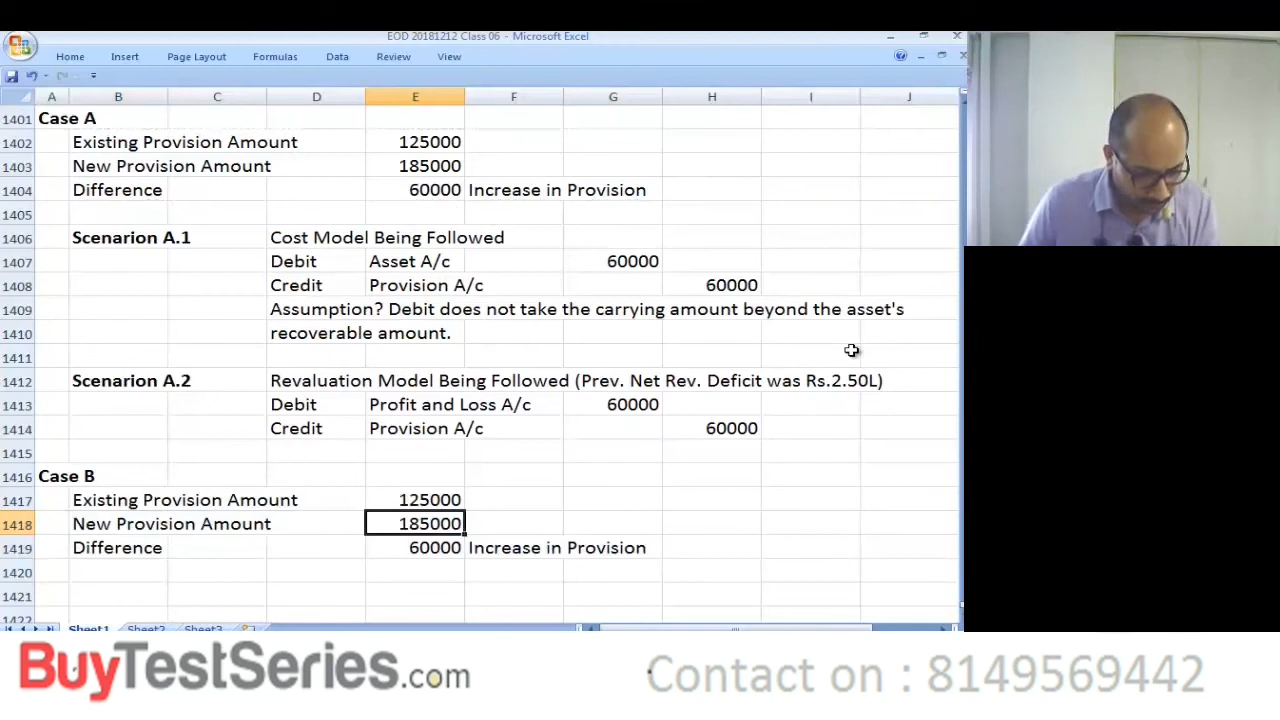 EOD 20181212 Class 06 - Microsoft Excel
Home Insert Page Layout Formulas Data Review View
A B C D E F G H I J
1401 Case A
1402 Existing Provision Amount 125000
1403 New Provision Amount 185000
1404 Difference 60000 Increase in Provision
1405
1406 Scenarion A.1 Cost Model Being Followed
1407 Debit Asset A/c 60000
1408 Credit Provision A/c 60000
1409 Assumption? Debit does not take the carrying amount beyond the asset's
1410 recoverable amount.
1411
1412 Scenarion A.2 Revaluation Model Being Followed (Prev. Net Rev. Deficit was Rs.2.50L)
1413 Debit Profit and Loss A/c 60000
1414 Credit Provision A/c 60000
1415
1416 Case B
1417 Existing Provision Amount 125000
1418 New Provision Amount 185000
1419 Difference 60000 Increase in Provision
1420
1421
1422
Sheet1 Sheet2 Sheet3
BuyTestSeries.com Contact on : 8149569442